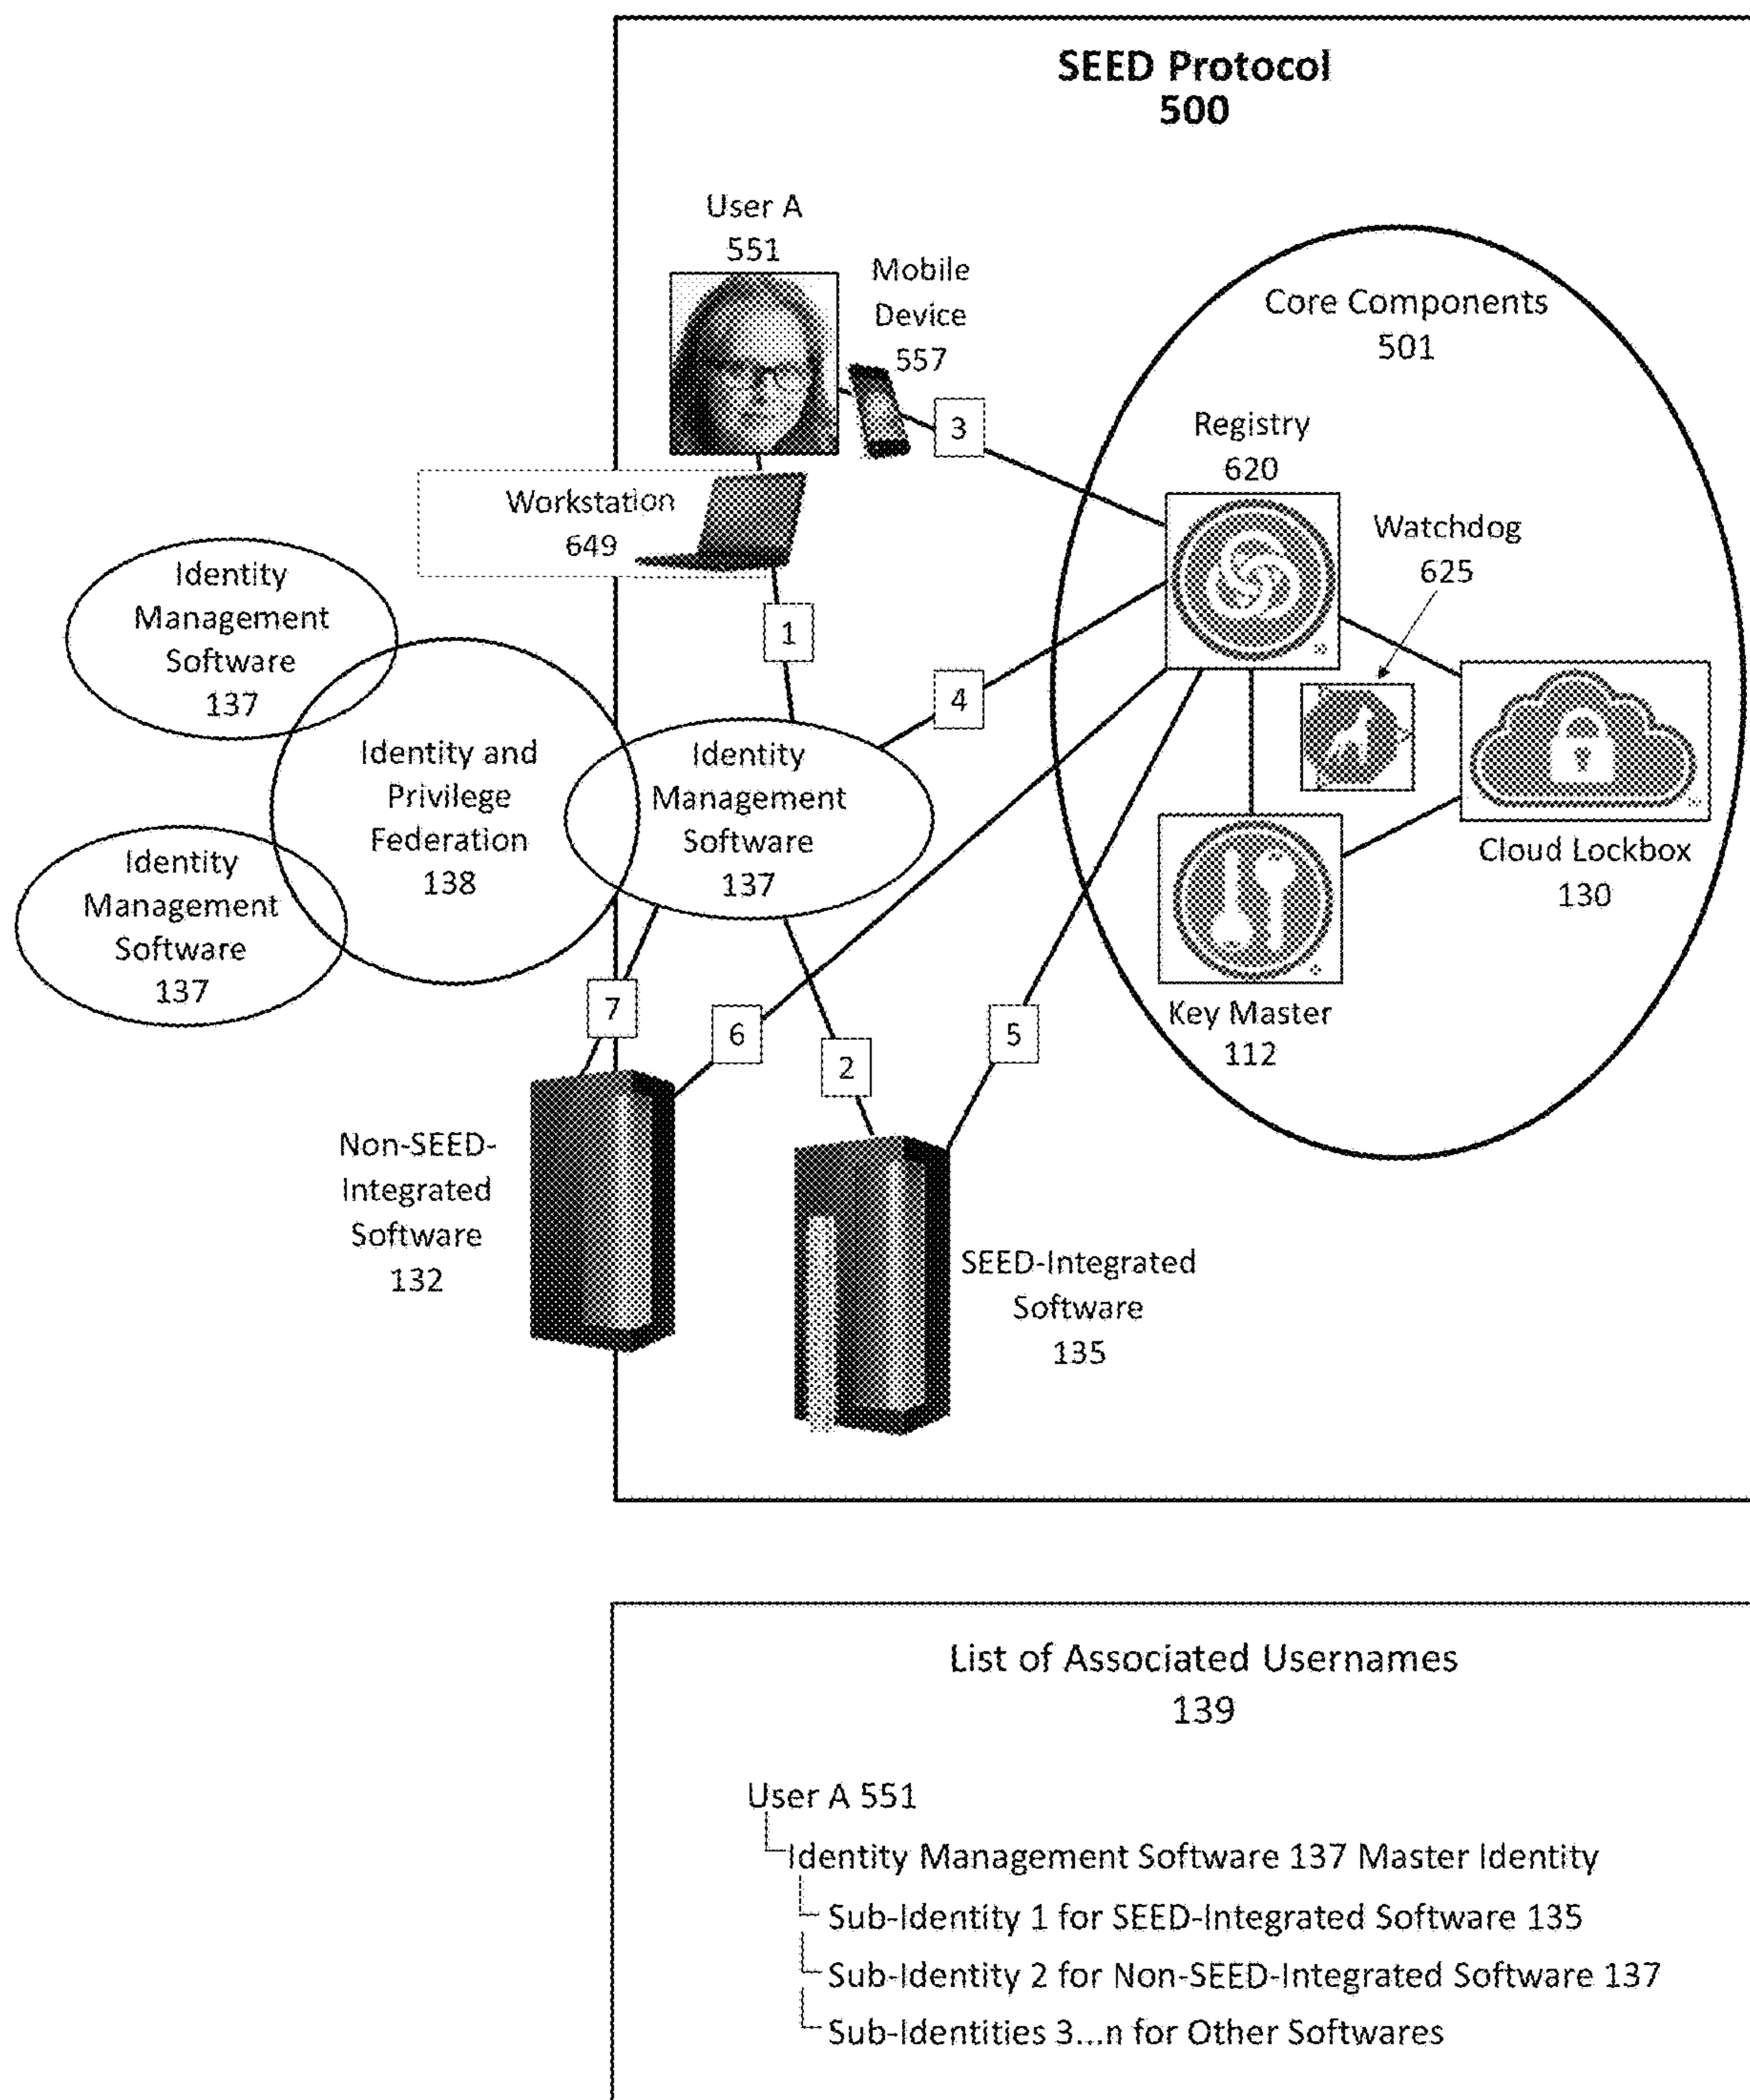 SEED Protocol
500
User A
551
Mobile
Device
557
3
Core Components
501
Registry
620
Watchdog
625
Workstation
649
1
4
Identity
Management
Software
137
Identity and
Privilege
Federation
138
Identity
Management
Software
137
Identity
Management
Software
137
Cloud Lockbox
130
Key Master
112
7
6
2
5
Non-SEED-
Integrated
Software
132
SEED-Integrated
Software
135
List of Associated Usernames
139
User A 551
Identity Management Software 137 Master Identity
Sub-Identity 1 for SEED-Integrated Software 135
Sub-Identity 2 for Non-SEED-Integrated Software 137
Sub-Identities 3...n for Other Softwares